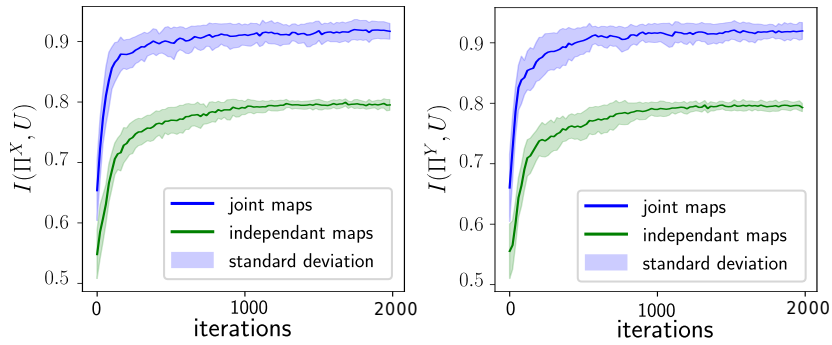 I(Π^X, U)
0.9
0.8
0.7
0.6
0.5
joint maps
independant maps
standard deviation
0
1000
2000
iterations
I(Π^Y, U)
0.9
0.8
0.7
0.6
0.5
joint maps
independant maps
standard deviation
0
1000
2000
iterations